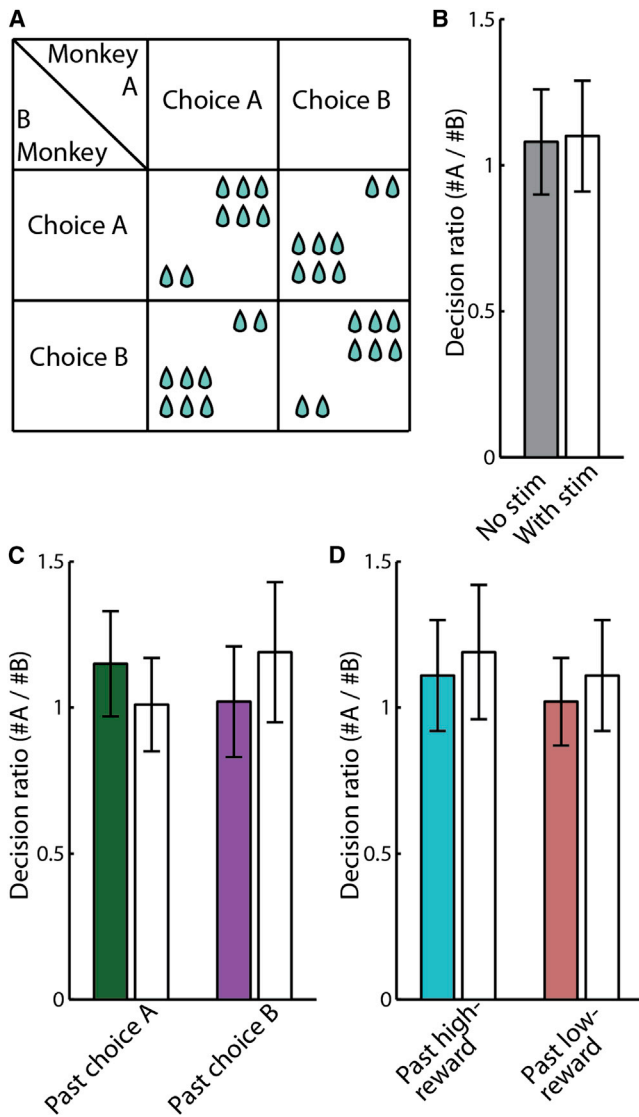 A
Monkey
A
B
Monkey
Choice A
Choice B
Choice A
Choice B
B
Decision ratio (#A / #B)
1.5
1
0.5
0
No stim
With stim
C
Decision ratio (#A / #B)
1.5
1
0.5
0
Past choice A
Past choice B
D
Decision ratio (#A / #B)
1.5
1
0.5
0
Past high-
reward
Past low-
reward